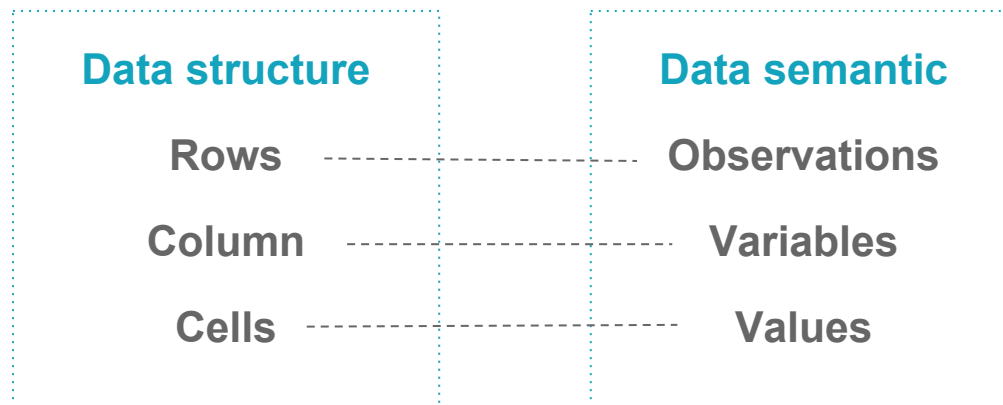 Data structure
Data semantic
Rows
Observations
Column
Variables
Cells
Values